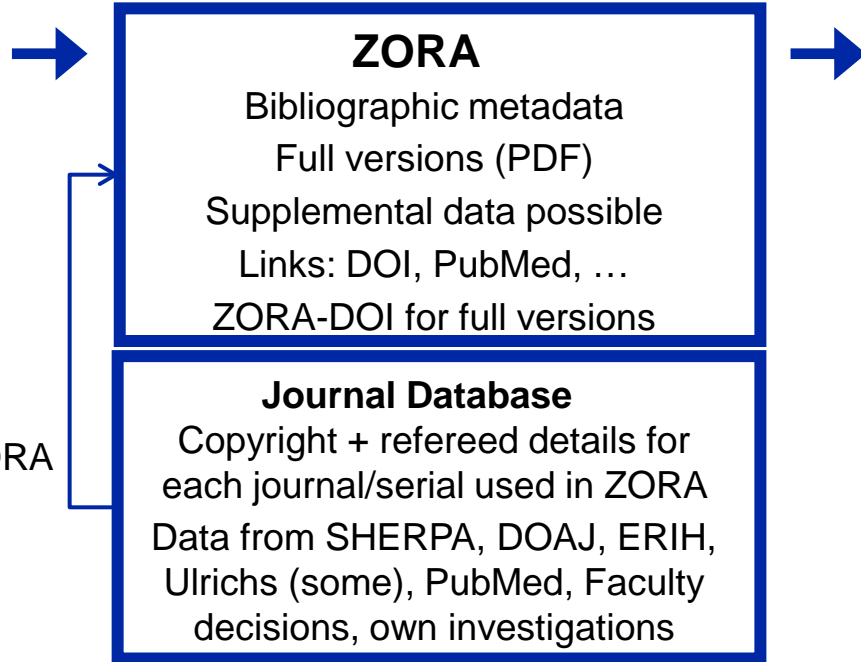 ZORA
Bibliographic metadata
Full versions (PDF)
Supplemental data possible
Links: DOI, PubMed, …
ZORA-DOI for full versions
Journal Database
Copyright + refereed details for
each journal/serial used in ZORA
Data from SHERPA, DOAJ, ERIH,
Ulrichs (some), PubMed, Faculty
decisions, own investigations